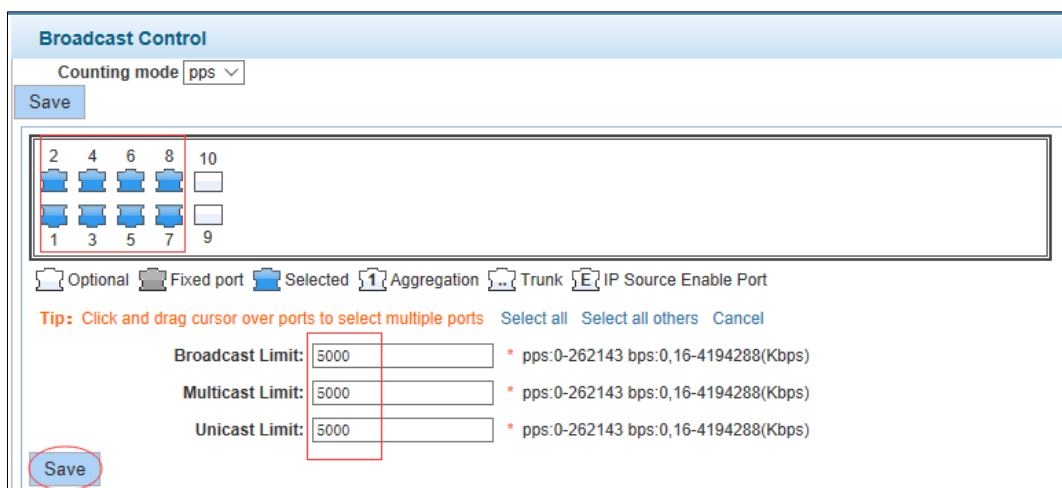 Broadcast Control
Counting mode pps
Save
2 4 6 8 10
1 3 5 7 9
Optional Fixed port Selected 1 Aggregation .. Trunk E IP Source Enable Port
Tip: Click and drag cursor over ports to select multiple ports Select all Select all others Cancel
Broadcast Limit: 5000 * pps:0-262143 bps:0,16-4194288(Kbps)
Multicast Limit: 5000 * pps:0-262143 bps:0,16-4194288(Kbps)
Unicast Limit: 5000 * pps:0-262143 bps:0,16-4194288(Kbps)
Save